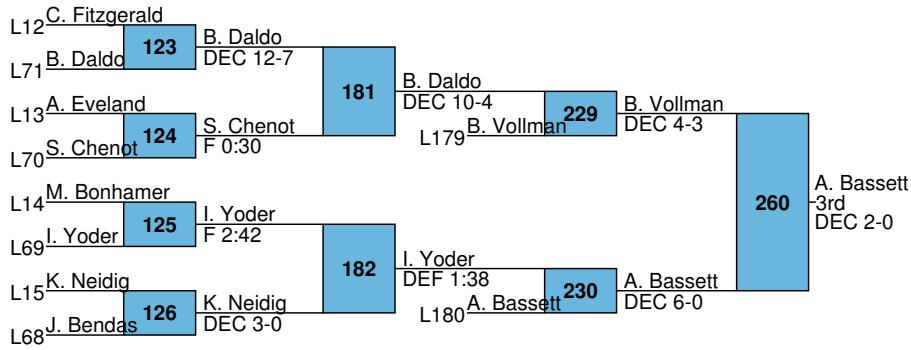 L12 C. Fitzgerald
123
L71 B. Daldo
B. Daldo
DEC 12-7
L13 A. Eveland
124
L70 S. Chenot
S. Chenot
F 0:30
181
B. Daldo
DEC 10-4
L179 B. Vollman
229
B. Vollman
DEC 4-3
L14 M. Bonhamer
125
L69 I. Yoder
I. Yoder
F 2:42
L15 K. Neidig
126
L68 J. Bendas
K. Neidig
DEC 3-0
182
I. Yoder
DEF 1:38
L180 A. Bassett
230
A. Bassett
DEC 6-0
260
A. Bassett
3rd
DEC 2-0